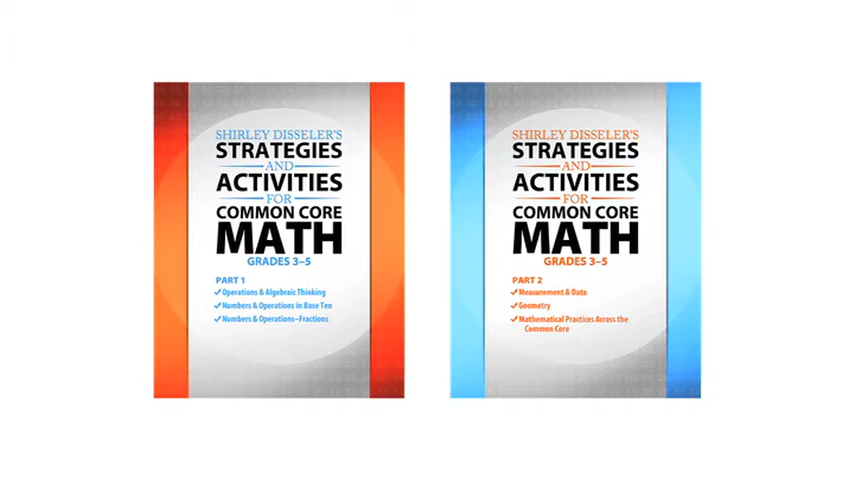 SHIRLEY DISSELER'S
STRATEGIES
AND
ACTIVITIES
FOR
COMMON CORE
MATH
GRADES 3–5
PART 1
Operations & Algebraic Thinking
Numbers & Operations in Base Ten
Numbers & Operations–Fractions
SHIRLEY DISSELER'S
STRATEGIES
AND
ACTIVITIES
FOR
COMMON CORE
MATH
GRADES 3–5
PART 2
Measurement & Data
Geometry
Mathematical Practices Across the
Common Core